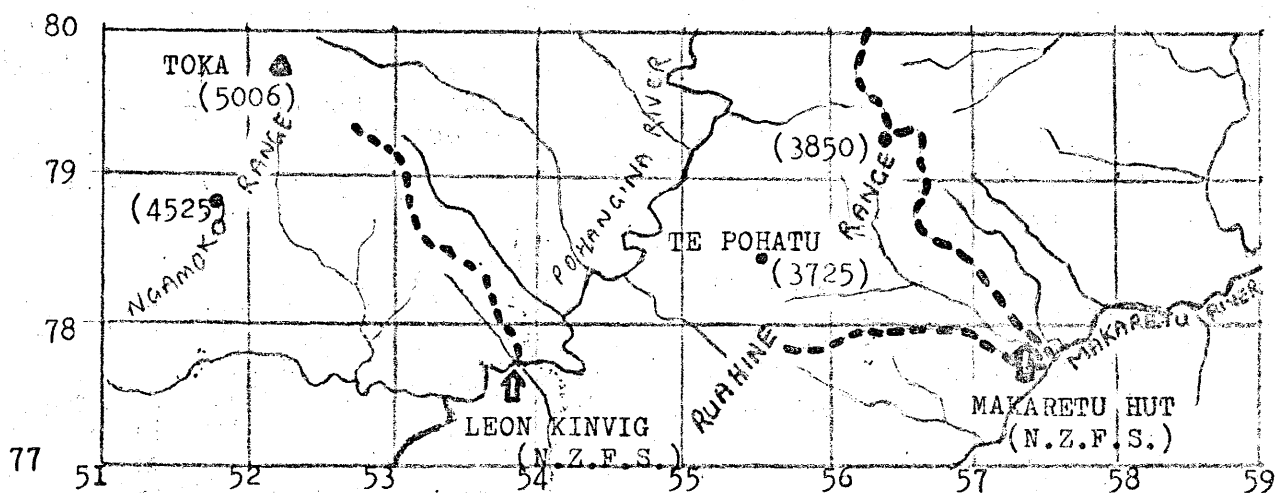 80
TOKA
(5006)
NGAMOKO RANGE
(4525)
POHANGINA RIVER
(3850)
RANGE
79
TE POHATU
(3725)
78
RUAHINE
MAKARETU RIVER
MAKARETU HUT
(N.Z.F.S.)
LEON KINVIG
(N.Z.F.S.)
77
51 52 53 54 55 56 57 58 59